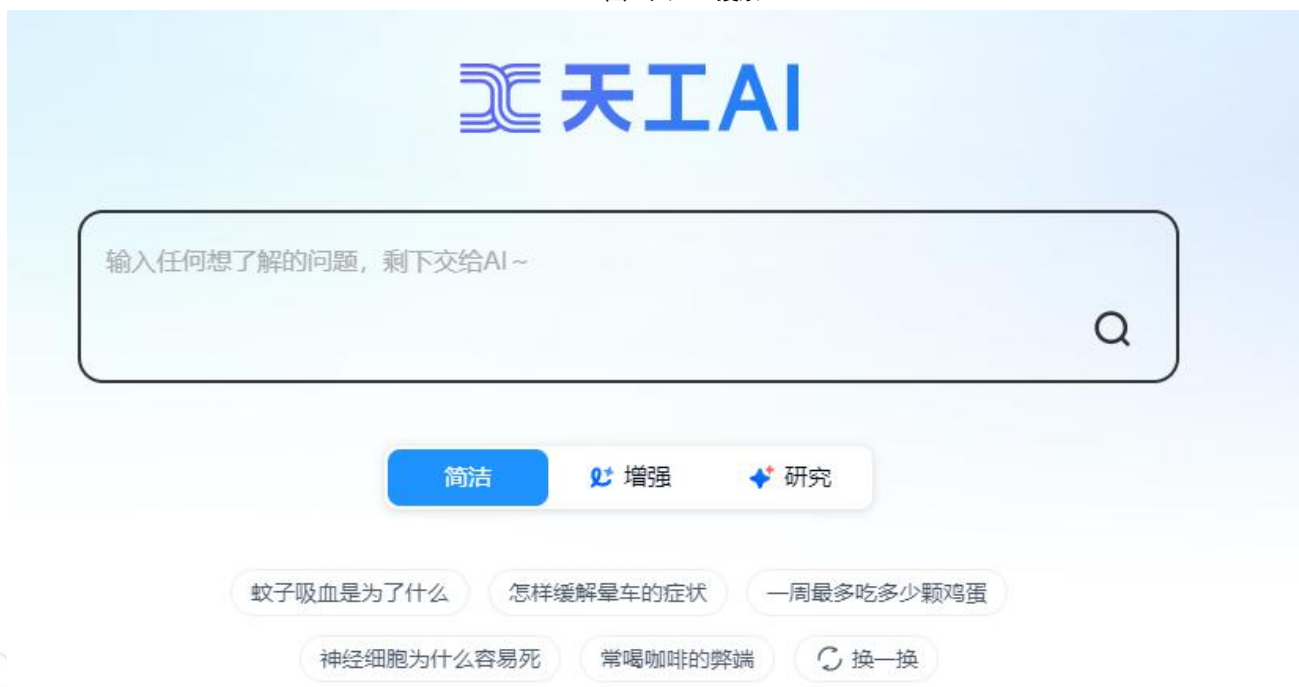 天工AI
输入任何想了解的问题，剩下交给AI~
简洁 增强 研究
蚊子吸血是为了什么 怎样缓解晕车的症状 一周最多吃多少颗鸡蛋
神经细胞为什么容易死 常喝咖啡的弊端 换一换